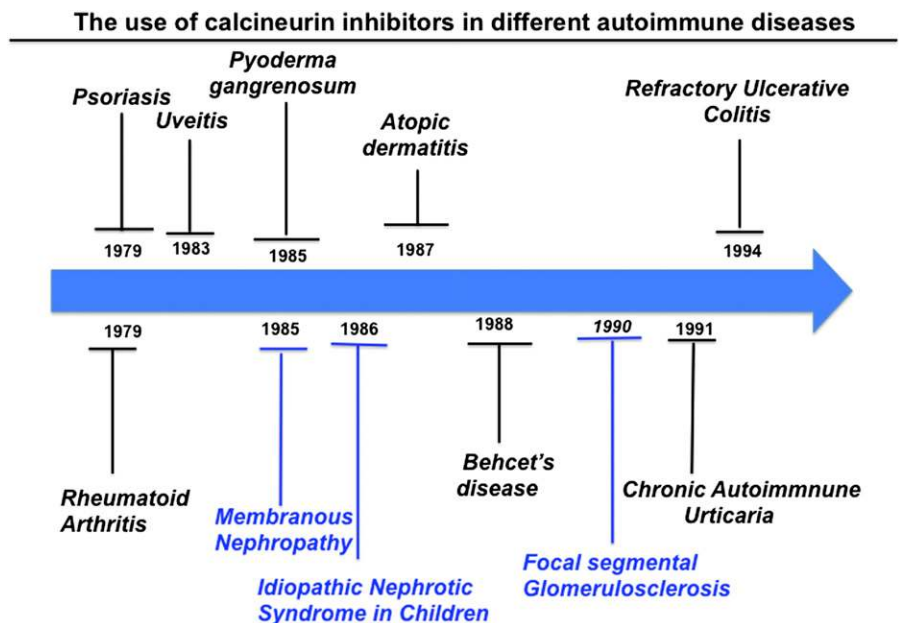 The use of calcineurin inhibitors in different autoimmune diseases
Pyoderma
gangrenosum
Psoriasis
Uveitis
Atopic
dermatitis
Refractory Ulcerative
Colitis
1979
1983
1985
1987
1994
1979
1985
1986
1988
1990
1991
Rheumatoid
Arthritis
Membranous
Nephropathy
Idiopathic Nephrotic
Syndrome in Children
Behcet's
disease
Focal segmental
Glomerulosclerosis
Chronic Autoimmnune
Urticaria